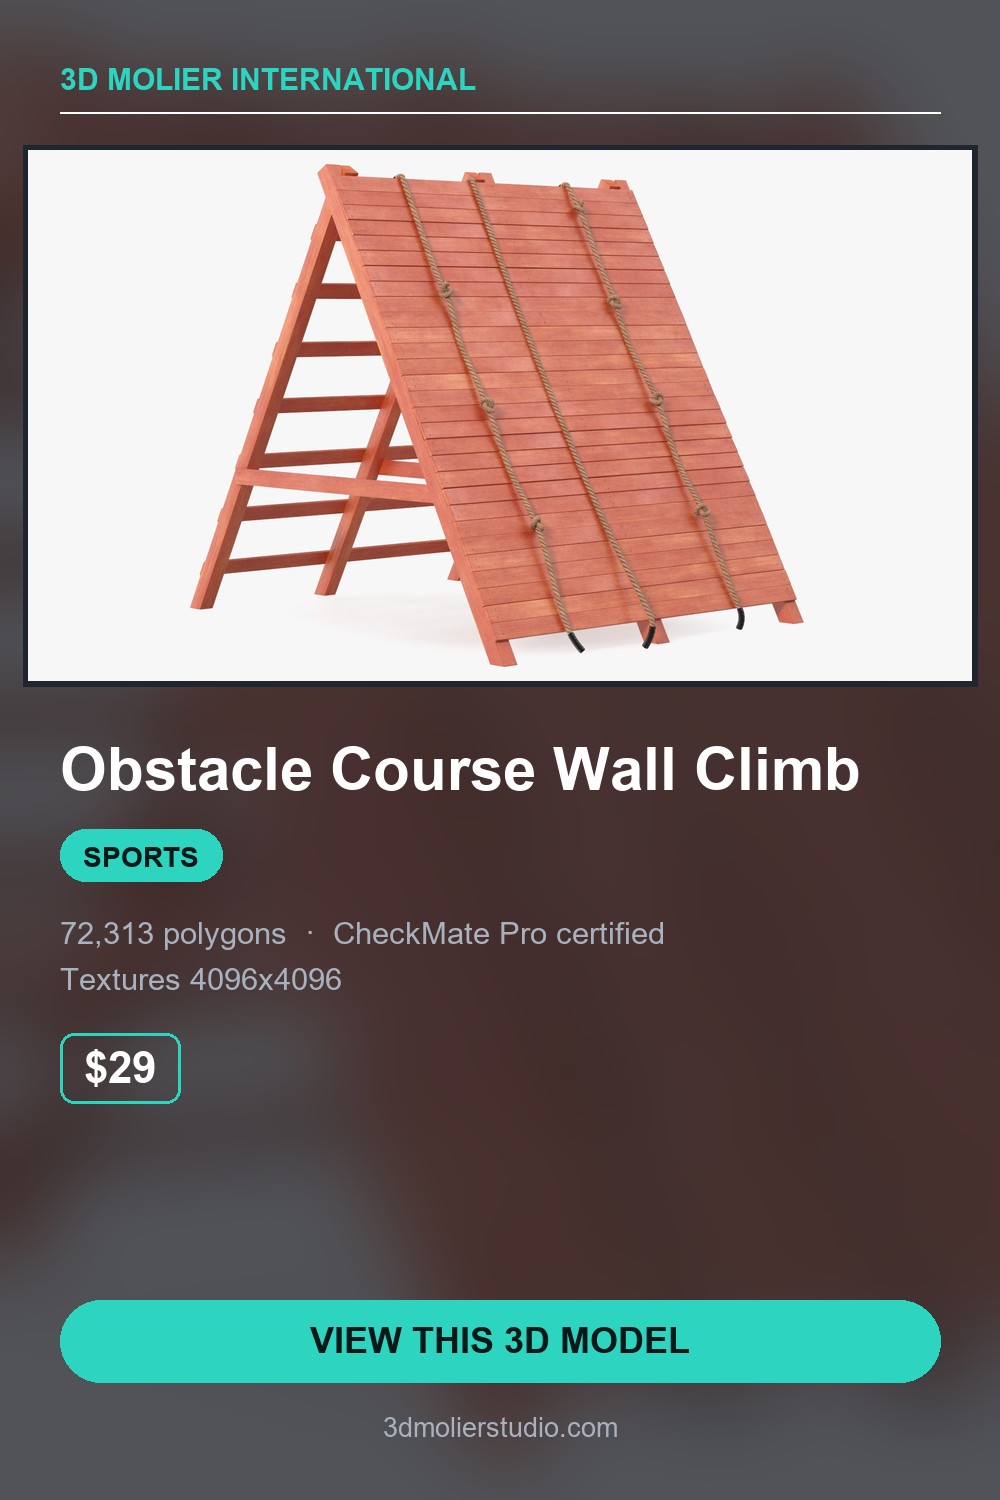 3D MOLIER INTERNATIONAL
Obstacle Course Wall Climb
SPORTS
72,313 polygons · CheckMate Pro certified
Textures 4096x4096
$29
VIEW THIS 3D MODEL
3dmolierstudio.com